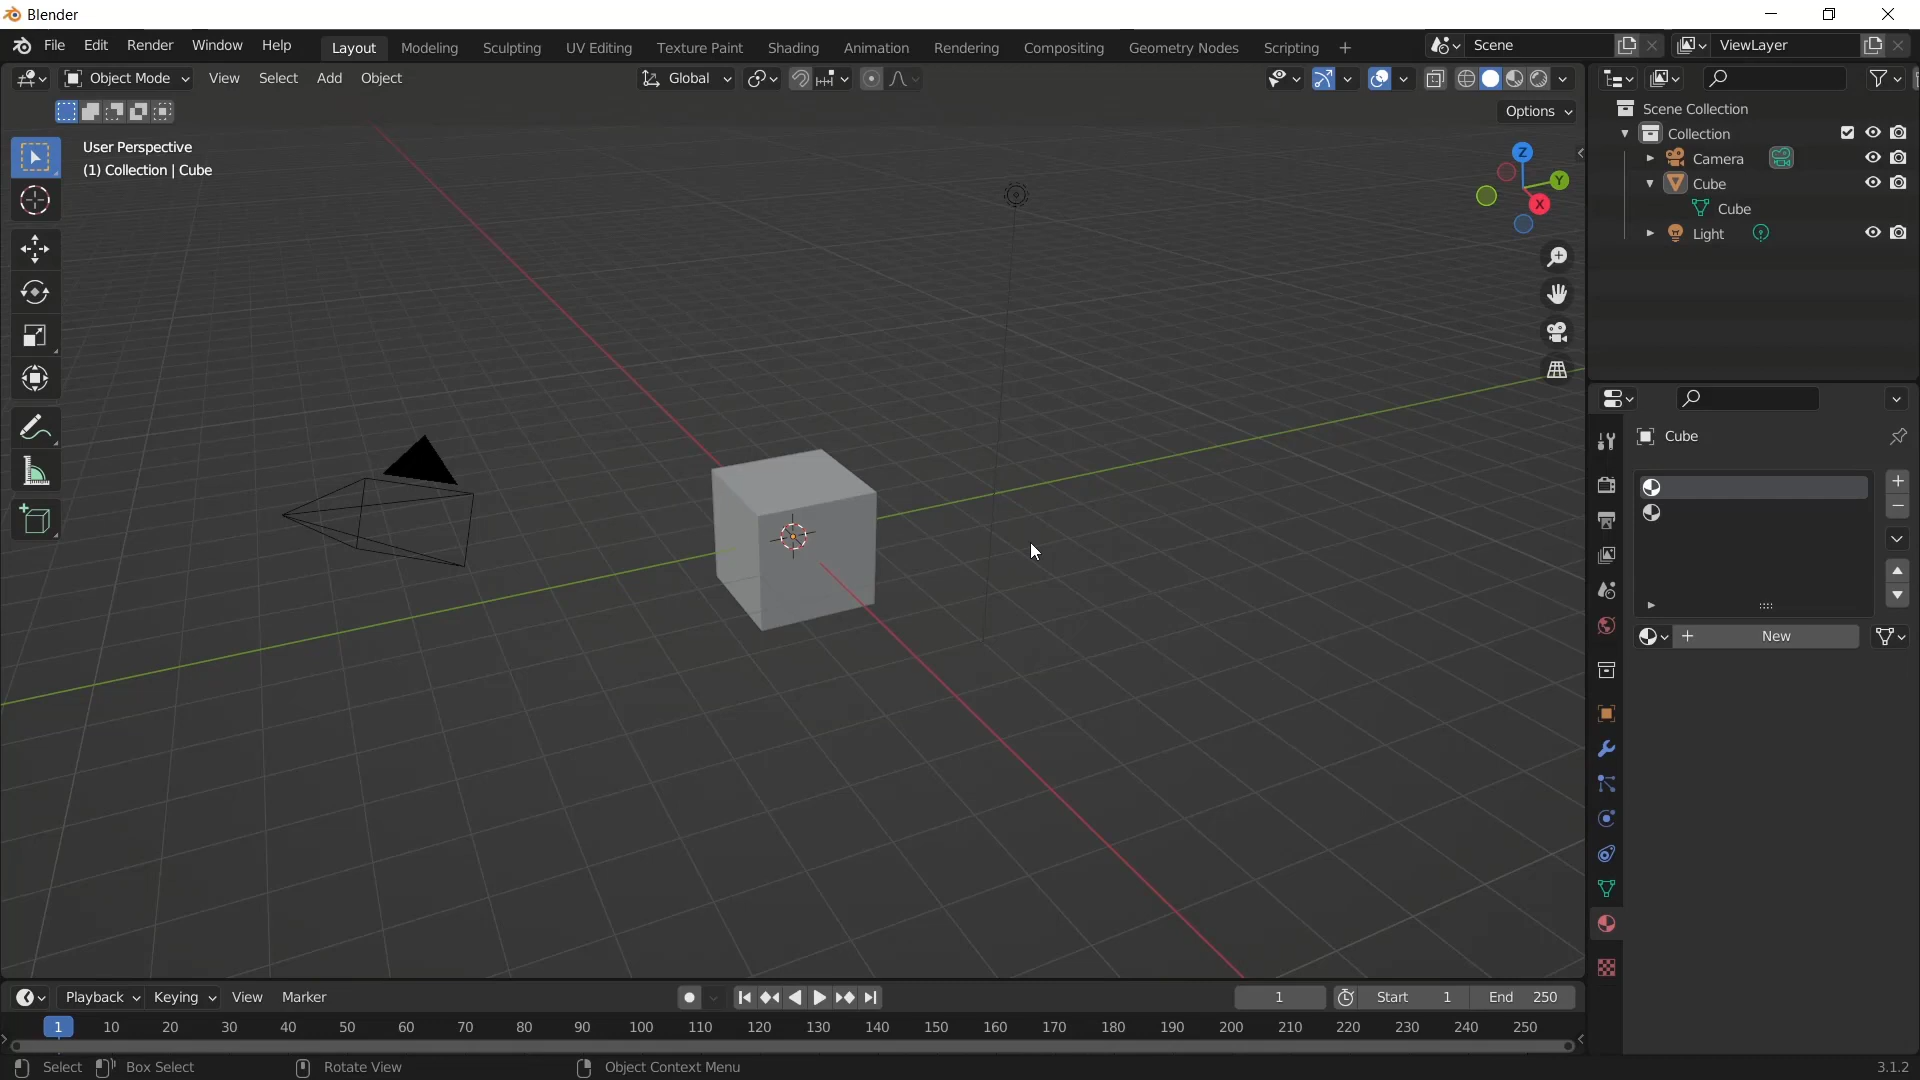 Blender
File Edit Render Window Help Layout Modeling Sculpting UV Editing Texture Paint Shading Animation Rendering Compositing Geometry Nodes Scripting + Scene ViewLayer
Object Mode View Select Add Object Global
Options
User Perspective
(1) Collection | Cube
Z
Y
X
Scene Collection
Collection
Camera
Cube
Cube
Light
Cube
New
Playback Keying View Marker 1 Start 1 End 250
1 10 20 30 40 50 60 70 80 90 100 110 120 130 140 150 160 170 180 190 200 210 220 230 240 250
Select Box Select Rotate View Object Context Menu 3.1.2